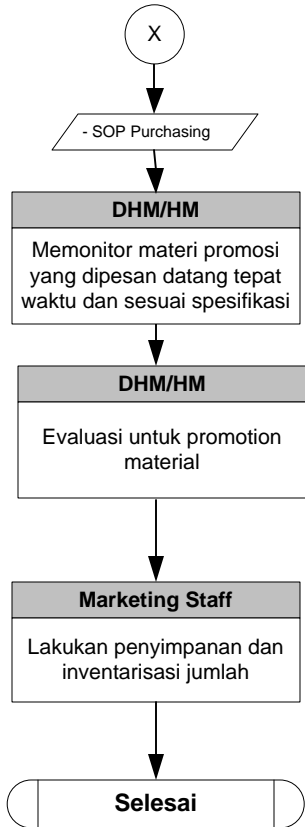 X
- SOP Purchasing
DHM/HM
Memonitor materi promosi
yang dipesan datang tepat
waktu dan sesuai spesifikasi
DHM/HM
Evaluasi untuk promotion
material
Marketing Staff
Lakukan penyimpanan dan
inventarisasi jumlah
Selesai